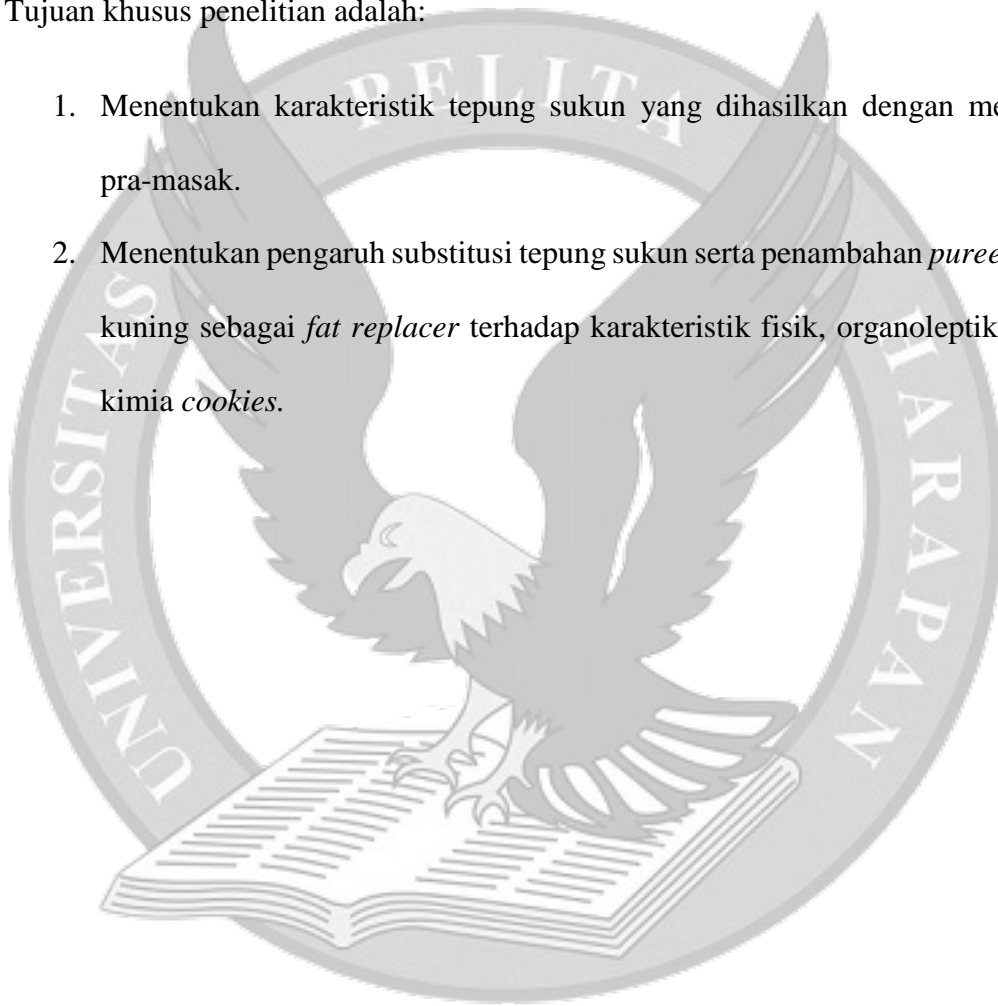 Tujuan khusus penelitian adalah:
1. Menentukan karakteristik tepung sukun yang dihasilkan dengan
pra-masak.
2. Menentukan pengaruh substitusi tepung sukun serta penambahan puree
kuning sebagai fat replacer terhadap karakteristik fisik, organoleptik
kimia cookies.
UNIVERSITAS PELITA HARAPAN